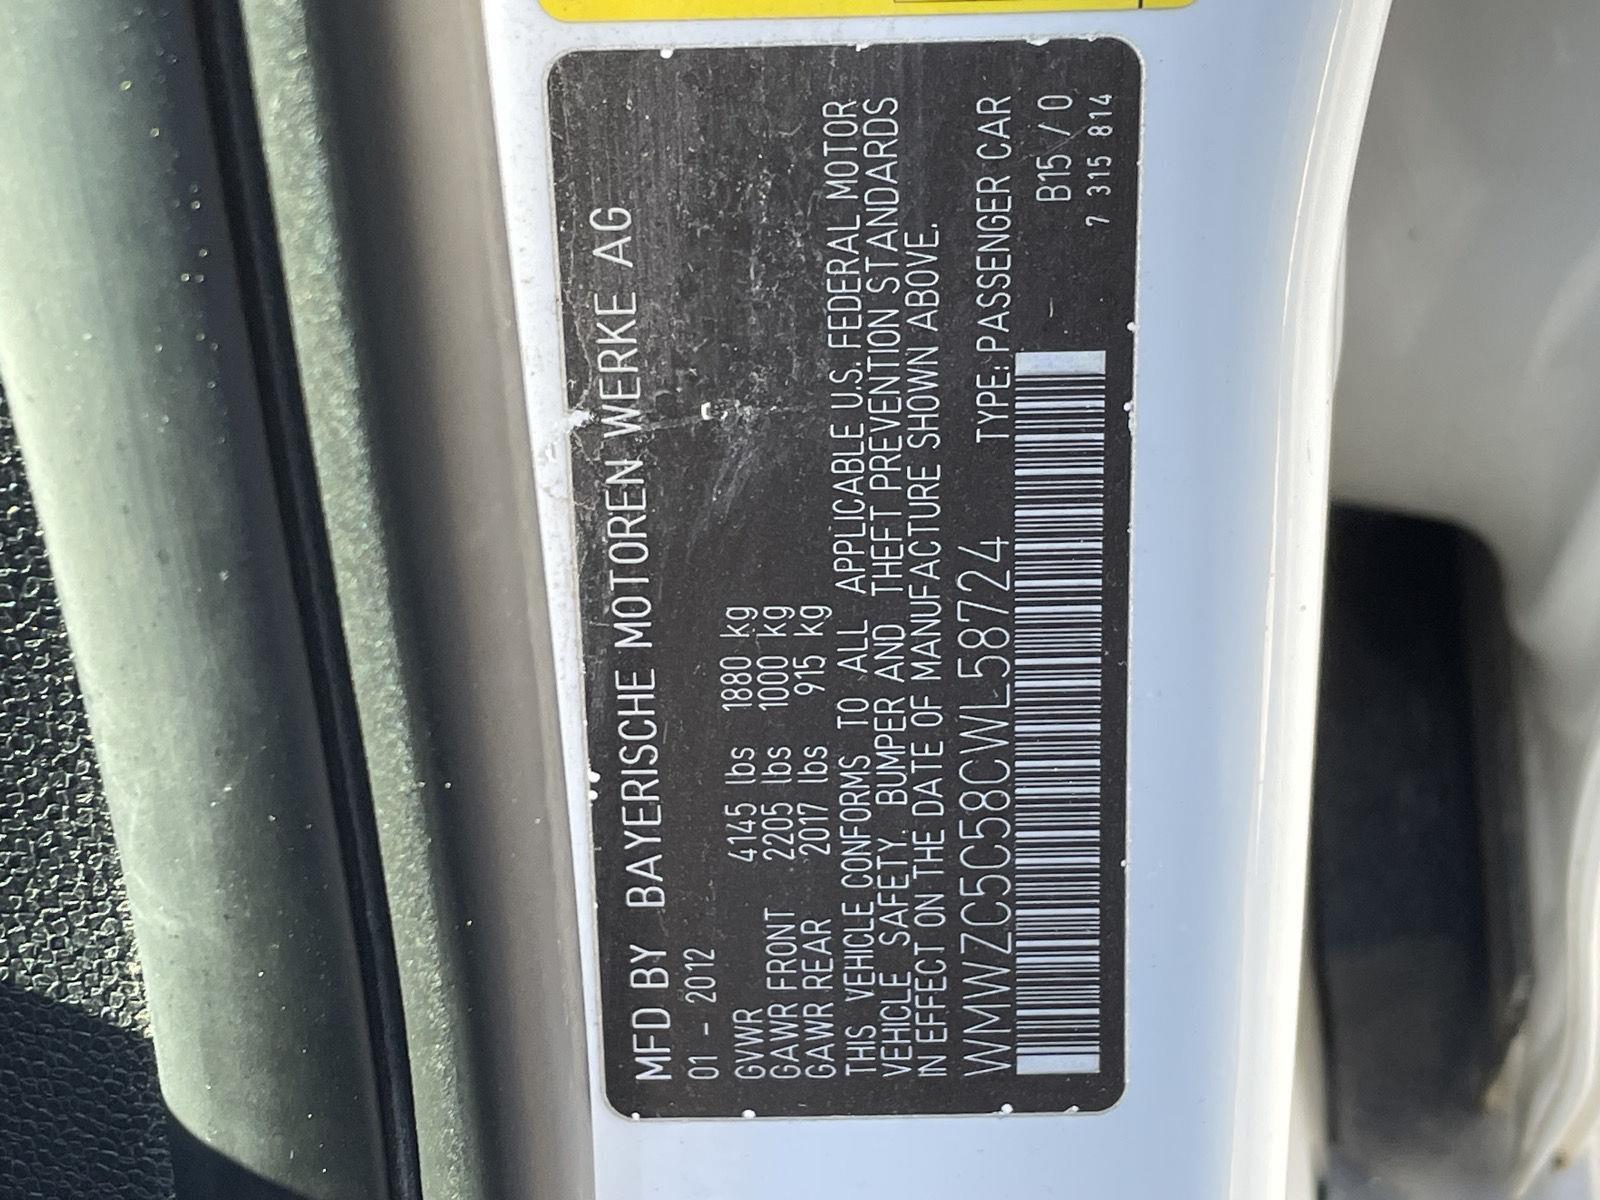 MFD BY BAYERISCHE MOTOREN WERKE AG
01 - 2012
GVWR 4145 lbs 1880 kg
GAWR FRONT 2205 lbs 1000 kg
GAWR REAR 2017 lbs 915 kg
THIS VEHICLE CONFORMS TO ALL APPLICABLE U.S. FEDERAL MOTOR
VEHICLE SAFETY, BUMPER AND THEFT PREVENTION STANDARDS
IN EFFECT ON THE DATE OF MANUFACTURE SHOWN ABOVE.
WMWZC5C58CWL58724 TYPE: PASSENGER CAR
B15 / 0
7 315 814